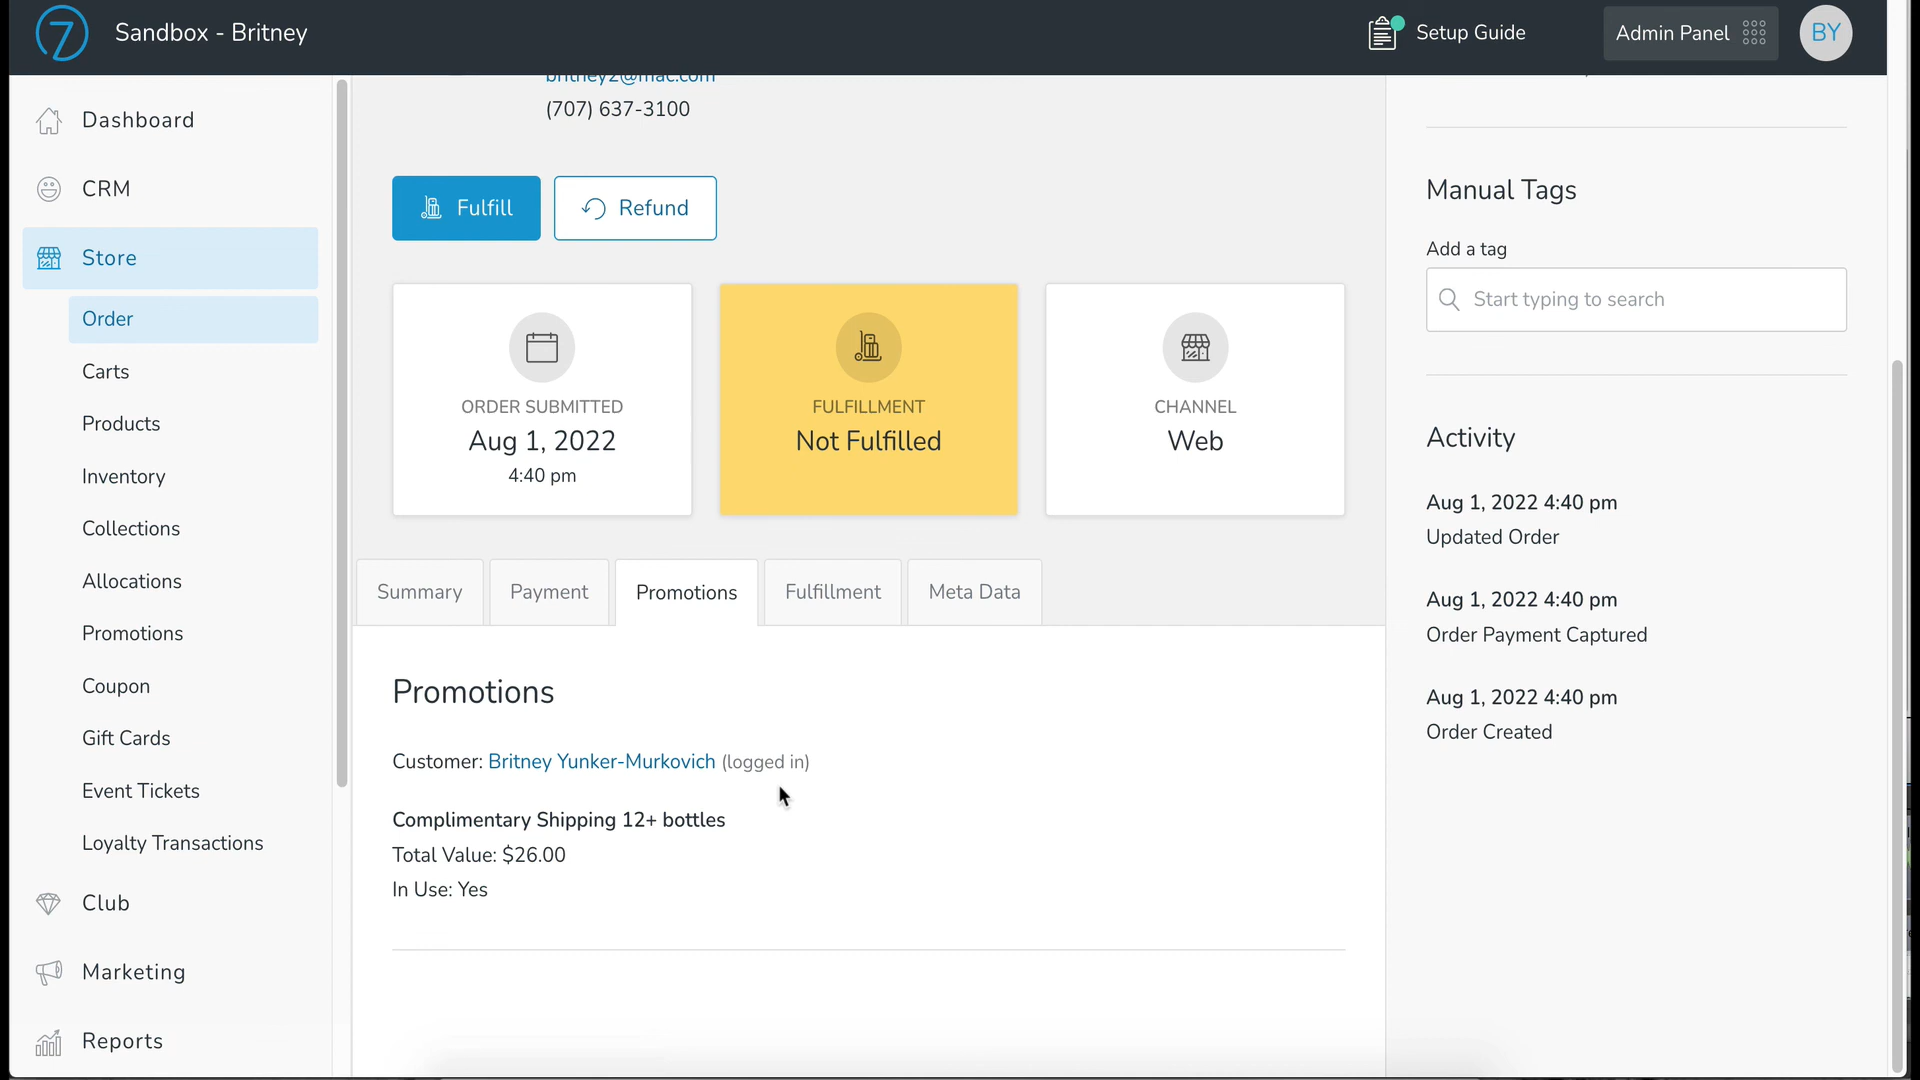 Sandbox - Britney
Setup Guide
Admin Panel
BY
Dashboard
CRM
Store
Order
Carts
Products
Inventory
Collections
Allocations
Promotions
Coupon
Gift Cards
Event Tickets
Loyalty Transactions
Club
Marketing
Reports
britney2@mac.com
(707) 637-3100
Fulfill
Refund
ORDER SUBMITTED
Aug 1, 2022
4:40 pm
FULFILLMENT
Not Fulfilled
CHANNEL
Web
Summary
Payment
Promotions
Fulfillment
Meta Data
Promotions
Customer: Britney Yunker-Murkovich (logged in)
Complimentary Shipping 12+ bottles
Total Value: $26.00
In Use: Yes
Manual Tags
Add a tag
Start typing to search
Activity
Aug 1, 2022 4:40 pm
Updated Order
Aug 1, 2022 4:40 pm
Order Payment Captured
Aug 1, 2022 4:40 pm
Order Created